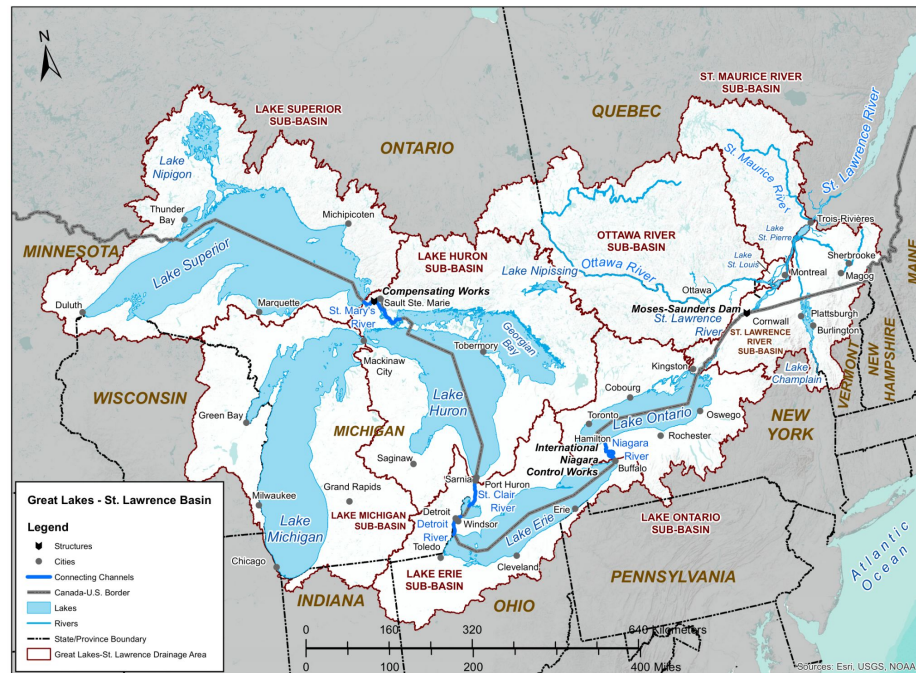 N
ST. MAURICE RIVER
SUB-BASIN
QUEBEC
LAKE SUPERIOR
SUB-BASIN
ONTARIO
St. Lawrence River
St. Maurice River
Lake
Nipigon
Thunder
Bay
Michipicoten
Trois-Rivières
Lake
St. Pierre
MINNESOTA
Lake Superior
LAKE HURON
SUB-BASIN
OTTAWA RIVER
SUB-BASIN
Lake
St. Louis
Sherbrooke
MAINE
Lake Nipissing
Ottawa River
Montreal
Magog
Ottawa
Compensating Works
Sault Ste. Marie
Duluth
Marquette
St. Mary's
River
Moses-Saunders Dam
St. Lawrence
River
Cornwall
ST. LAWRENCE
RIVER
SUB-BASIN
Plattsburgh
Burlington
Georgian
Bay
Tobermory
Mackinaw
City
Kingston
Lake
Champlain
VERMONT
NEW
HAMPSHIRE
WISCONSIN
Lake
Huron
Cobourg
Green Bay
MICHIGAN
Toronto
Lake Ontario
Oswego
NEW
YORK
Hamilton
Niagara
River
Rochester
International
Niagara
Control Works
Buffalo
Saginaw
Sarnia
Port Huron
St. Clair
River
Grand Rapids
Great Lakes - St. Lawrence Basin
Milwaukee
Lake
Michigan
LAKE MICHIGAN
SUB-BASIN
Detroit
Windsor
Detroit
River
Lake Erie
Erie
LAKE ONTARIO
SUB-BASIN
Legend
Structures
Cities
Connecting Channels
Canada-U.S. Border
Lakes
Rivers
State/Province Boundary
Great Lakes-St. Lawrence Drainage Area
Toledo
Cleveland
Chicago
LAKE ERIE
SUB-BASIN
PENNSYLVANIA
Atlantic
Ocean
INDIANA
OHIO
0 160 320 640 Kilometers
0 100 200 400 Miles
Sources: Esri, USGS, NOAA